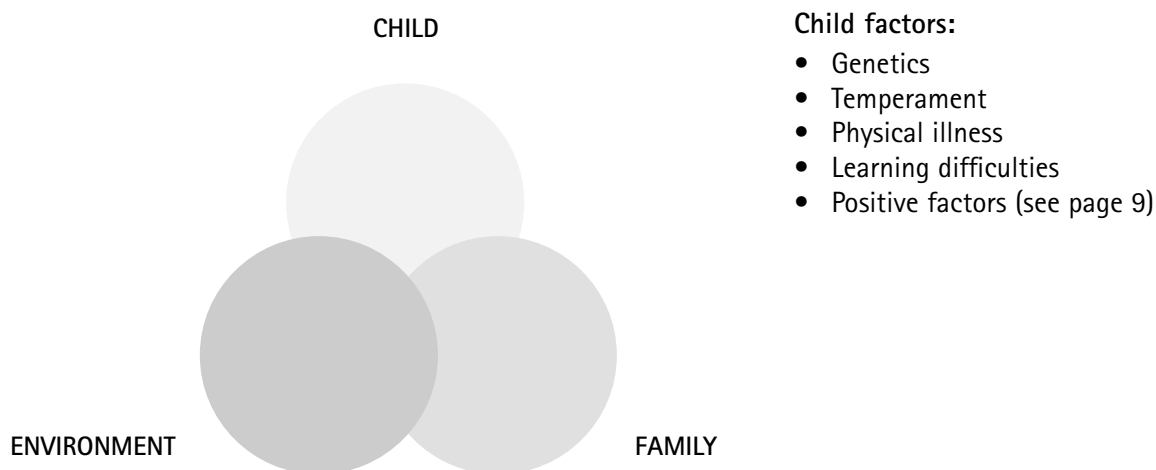 CHILD
Child factors:
• Genetics
• Temperament
• Physical illness
• Learning difficulties
• Positive factors (see page 9)
ENVIRONMENT
FAMILY